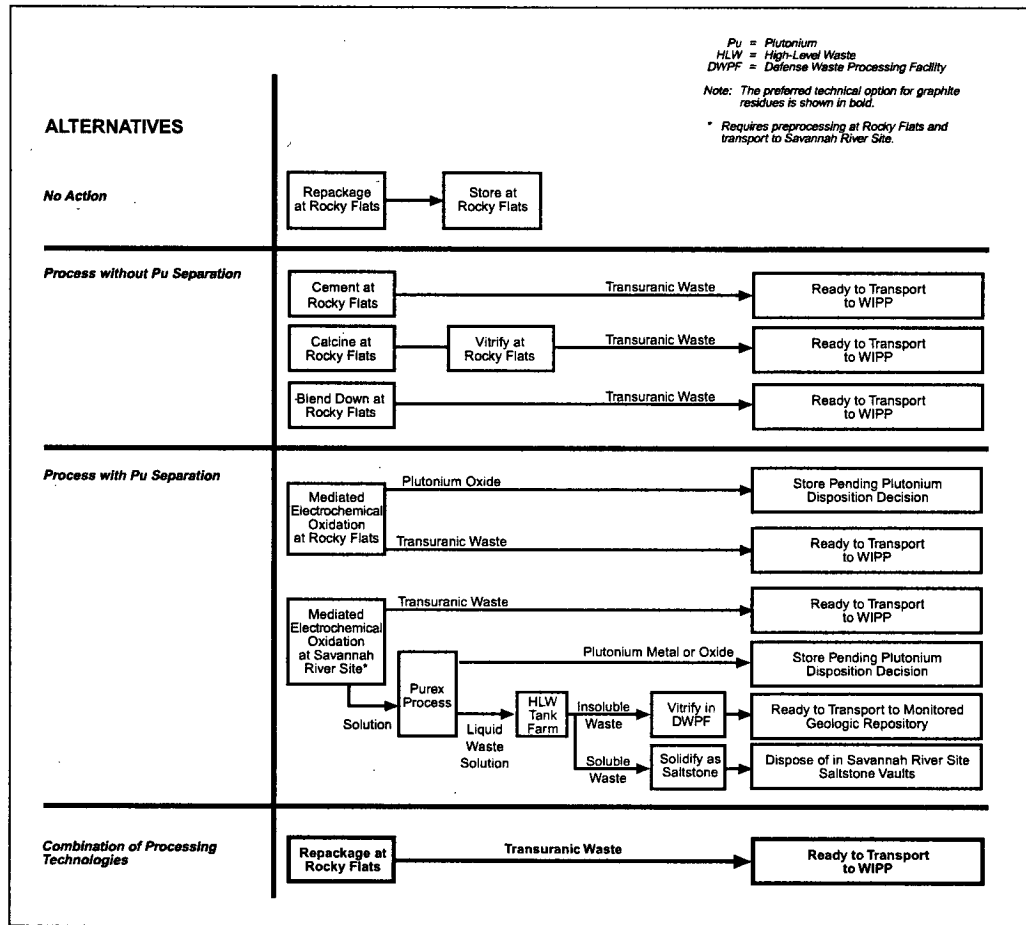 Pu = Plutonium
HLW = High-Level Waste
DWPF = Defense Waste Processing Facility
Note: The preferred technical option for graphite
residues is shown in bold.
* Requires preprocessing at Rocky Flats and
transport to Savannah River Site.
ALTERNATIVES
No Action
Repackage
at Rocky Flats
Store at
Rocky Flats
Process without Pu Separation
Cement at
Rocky Flats
Transuranic Waste
Ready to Transport
to WIPP
Calcine at
Rocky Flats
Vitrify at
Rocky Flats
Transuranic Waste
Ready to Transport
to WIPP
Blend Down at
Rocky Flats
Transuranic Waste
Ready to Transport
to WIPP
Process with Pu Separation
Mediated
Electrochemical
Oxidation
at Rocky Flats
Plutonium Oxide
Store Pending Plutonium
Disposition Decision
Transuranic Waste
Ready to Transport
to WIPP
Mediated
Electrochemical
Oxidation
at Savannah
River Site*
Transuranic Waste
Ready to Transport
to WIPP
Solution
Purex
Process
Plutonium Metal or Oxide
Store Pending Plutonium
Disposition Decision
Liquid
Waste
Solution
HLW
Tank
Farm
Insoluble
Waste
Vitrify in
DWPF
Ready to Transport to Monitored
Geologic Repository
Soluble
Waste
Solidify as
Saltstone
Dispose of in Savannah River Site
Saltstone Vaults
Combination of Processing
Technologies
Repackage at
Rocky Flats
Transuranic Waste
Ready to Transport
to WIPP